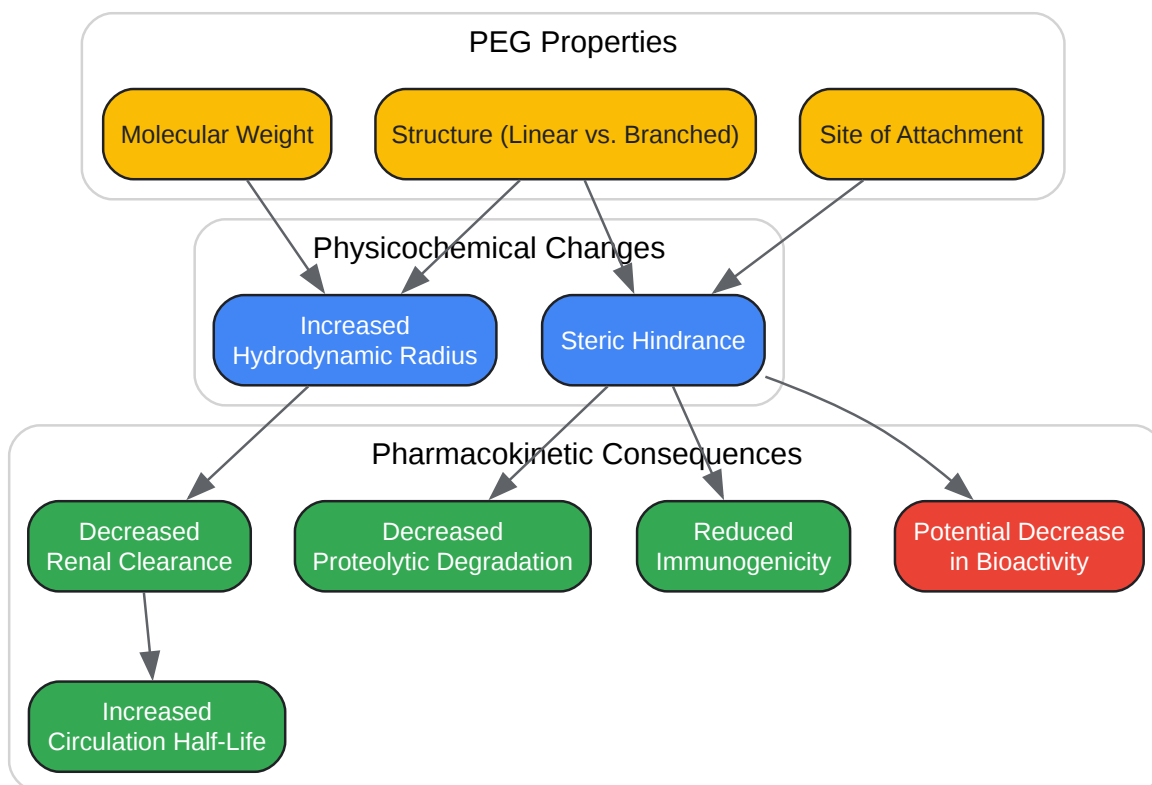 PEG Properties
Molecular Weight
Structure (Linear vs. Branched)
Site of Attachment
Physicochemical Changes
Increased
Hydrodynamic Radius
Steric Hindrance
Pharmacokinetic Consequences
Decreased
Renal Clearance
Decreased
Proteolytic Degradation
Reduced
Immunogenicity
Potential Decrease
in Bioactivity
Increased
Circulation Half-Life